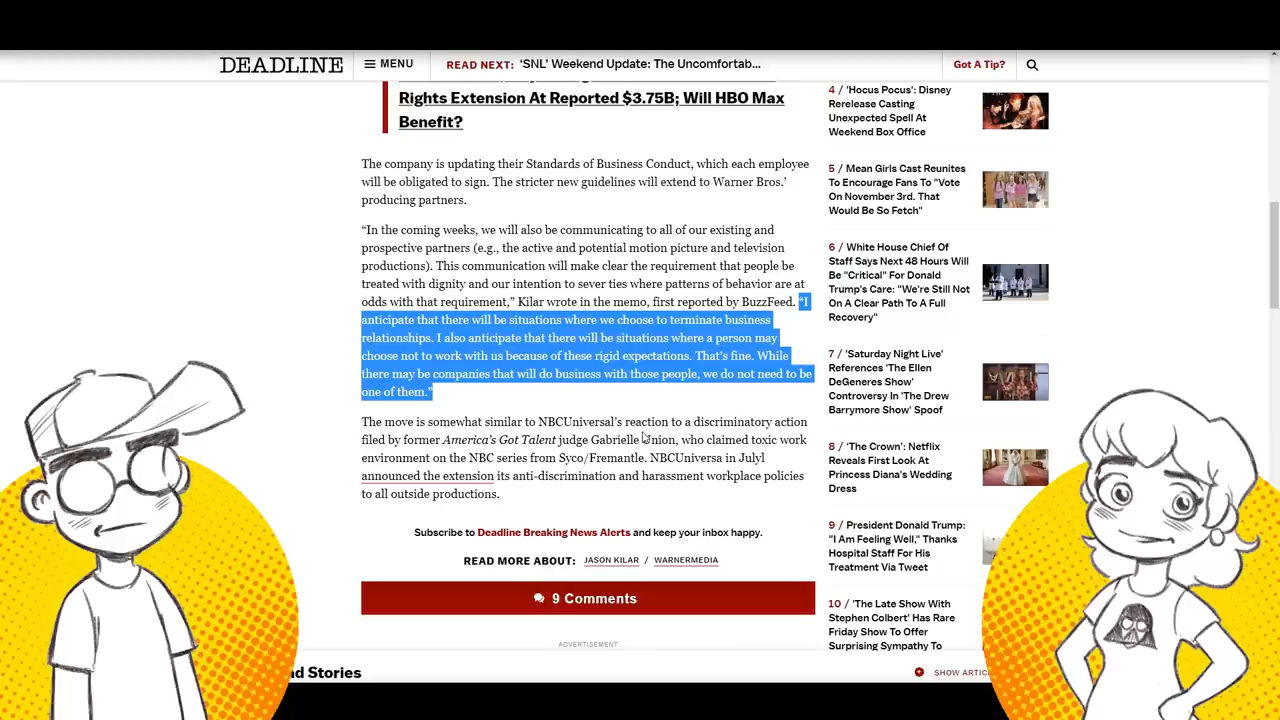 DEADLINE
MENU
READ NEXT: ‘SNL’ Weekend Update: The Uncomfortab...
Got A Tip?
Rights Extension At Reported $3.75B; Will HBO Max
Benefit?
The company is updating their Standards of Business Conduct, which each employee
will be obligated to sign. The stricter new guidelines will extend to Warner Bros.’
producing partners.
“In the coming weeks, we will also be communicating to all of our existing and
prospective partners (e.g., the active and potential motion picture and television
productions). This communication will make clear the requirement that people be
treated with dignity and our intention to sever ties where patterns of behavior are at
odds with that requirement,” Kilar wrote in the memo, first reported by BuzzFeed. “I
anticipate that there will be situations where we choose to terminate business
relationships. I also anticipate that there will be situations where a person may
choose not to work with us because of these rigid expectations. That’s fine. While
there may be companies that will do business with those people, we do not need to be
one of them.”
The move is somewhat similar to NBCUniversal’s reaction to a discriminatory action
filed by former America’s Got Talent judge Gabrielle Union, who claimed toxic work
environment on the NBC series from Syco/Fremantle. NBCUniversa in Julyl
announced the extension its anti-discrimination and harassment workplace policies
to all outside productions.
Subscribe to Deadline Breaking News Alerts and keep your inbox happy.
READ MORE ABOUT: JASON KILAR / WARNERMEDIA
9 Comments
ADVERTISEMENT
nd Stories
4 / 'Hocus Pocus': Disney
Rerelease Casting
Unexpected Spell At
Weekend Box Office
5 / Mean Girls Cast Reunites
To Encourage Fans To "Vote
On November 3rd. That
Would Be So Fetch"
6 / White House Chief Of
Staff Says Next 48 Hours Will
Be "Critical" For Donald
Trump's Care: "We're Still Not
On A Clear Path To A Full
Recovery"
7 / 'Saturday Night Live'
References 'The Ellen
DeGeneres Show'
Controversy In 'The Drew
Barrymore Show' Spoof
8 / 'The Crown': Netflix
Reveals First Look At
Princess Diana's Wedding
Dress
9 / President Donald Trump:
"I Am Feeling Well," Thanks
Hospital Staff For His
Treatment Via Tweet
10 / 'The Late Show With
Stephen Colbert' Has Rare
Friday Show To Offer
Surprising Sympathy To
SHOW ARTIC